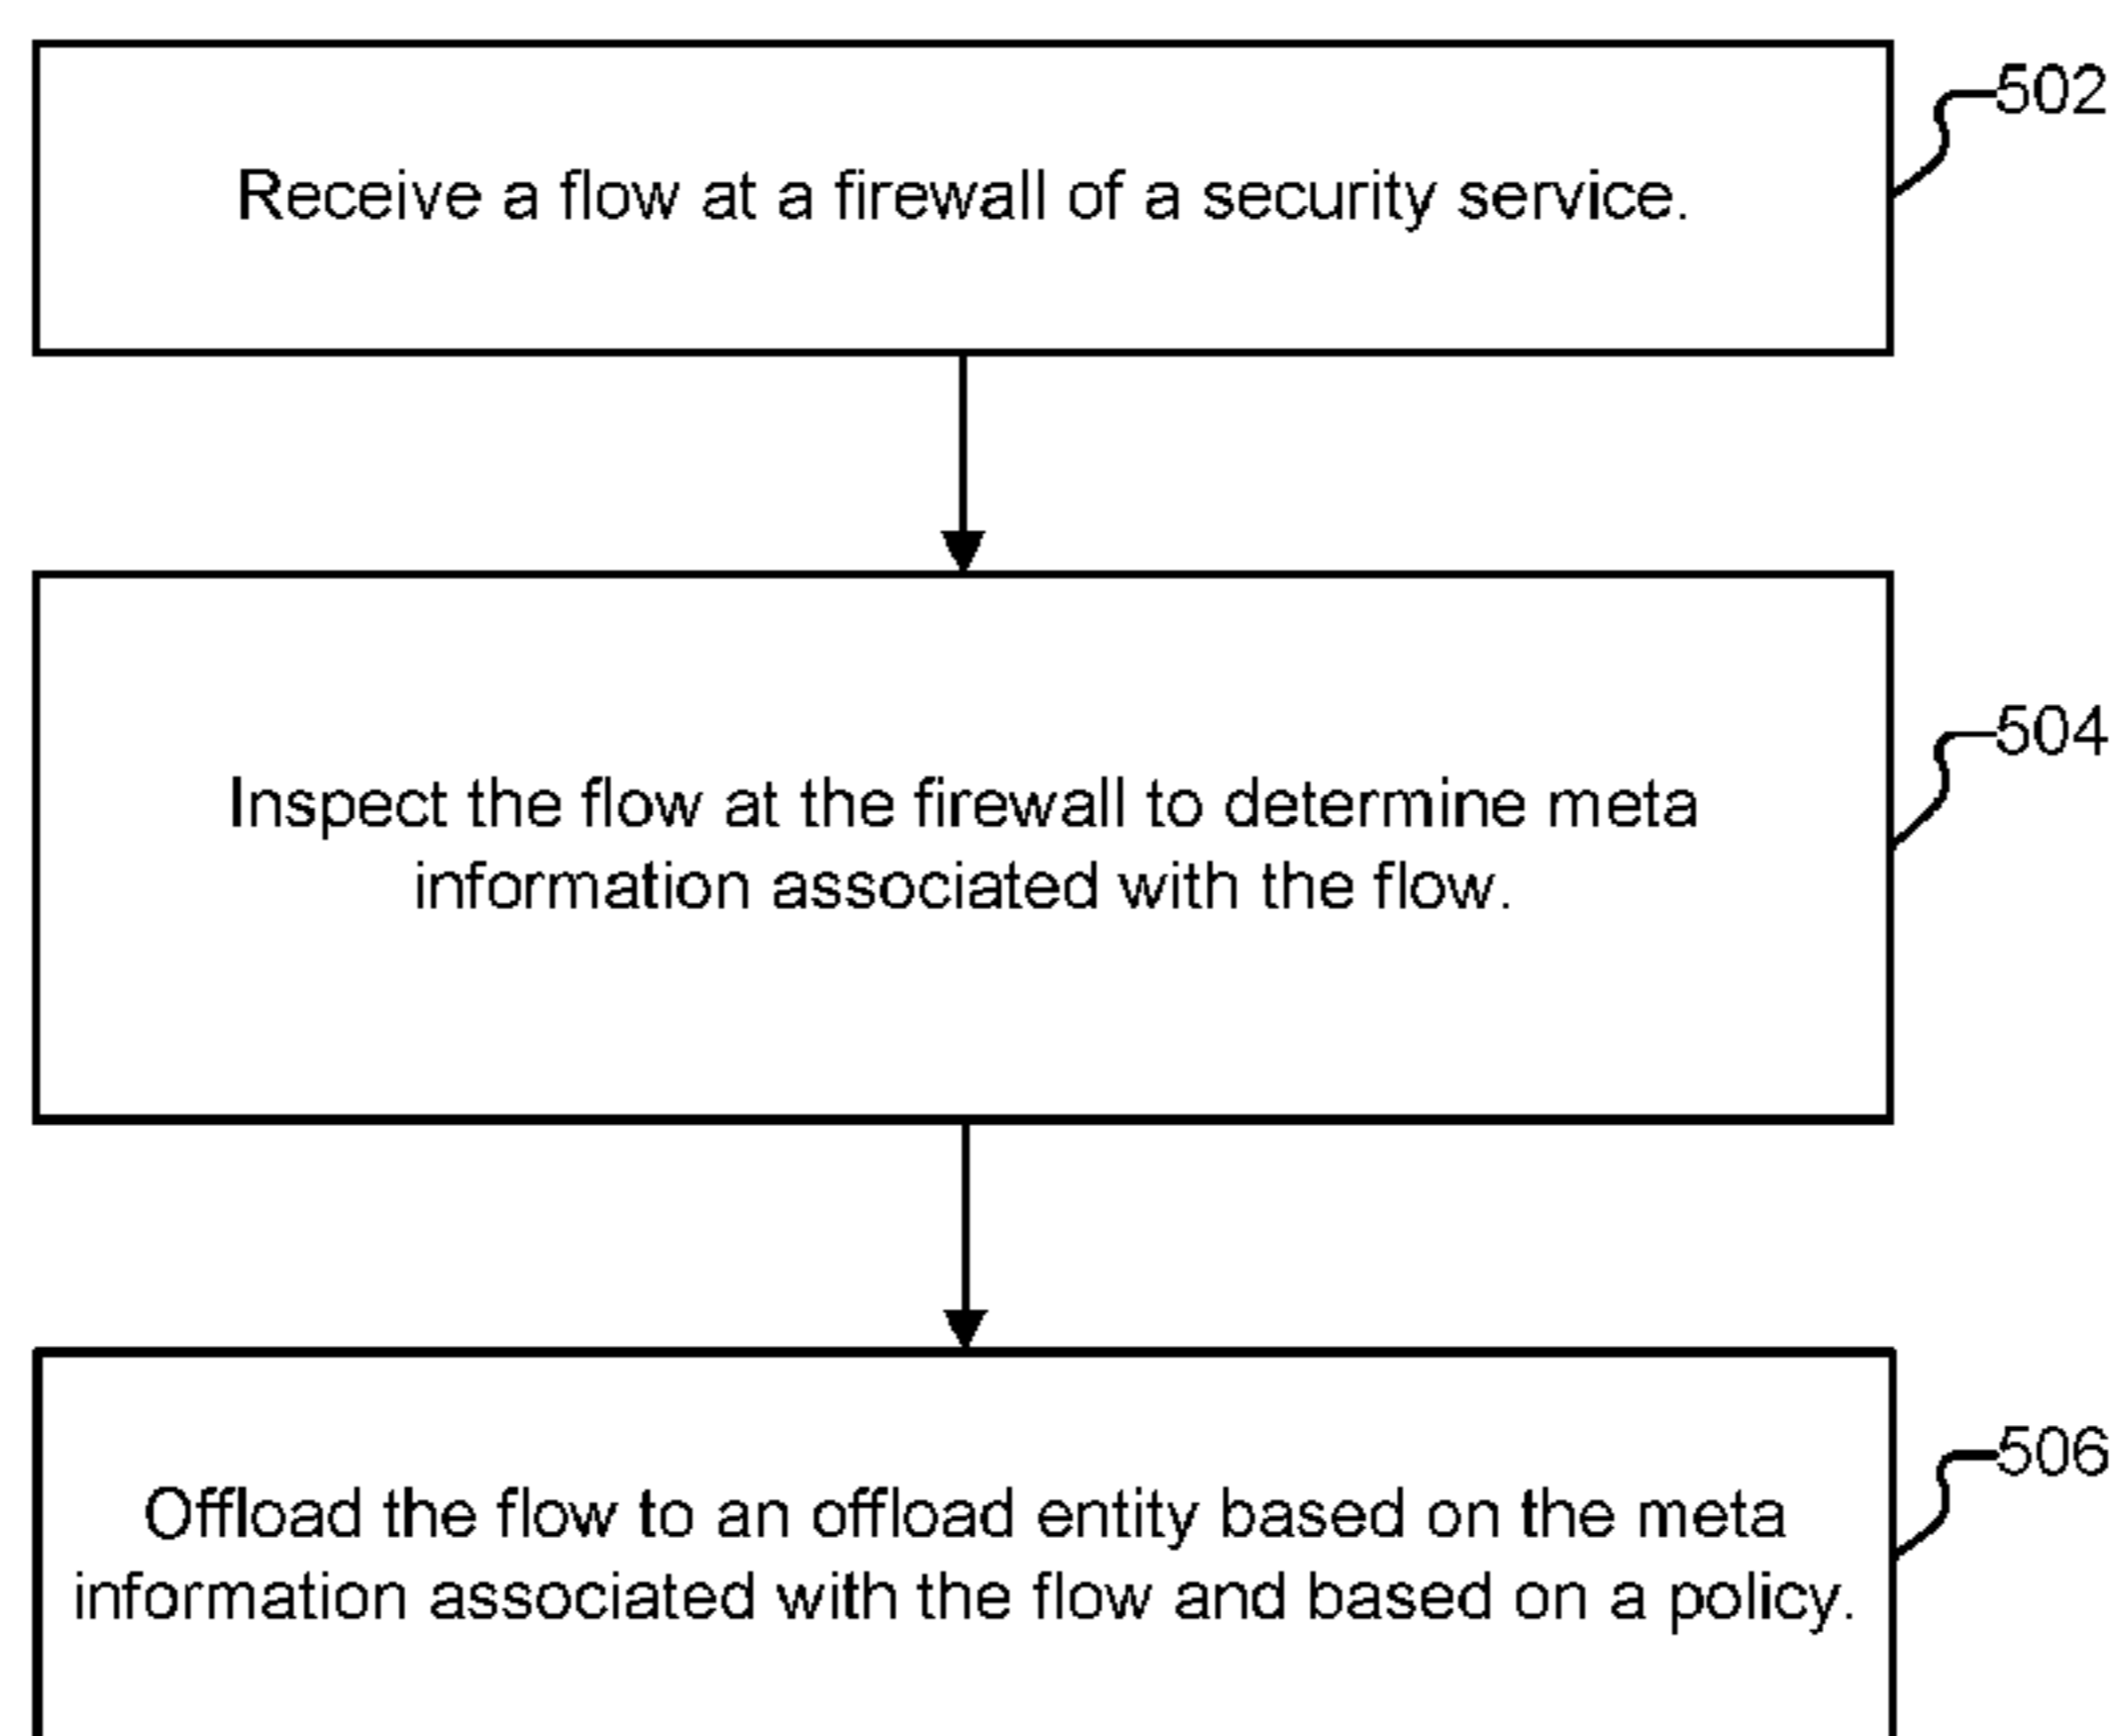 502
Receive a flow at a firewall of a security service.
504
Inspect the flow at the firewall to determine meta
information associated with the flow.
506
Offload the flow to an offload entity based on the meta
information associated with the flow and based on a policy.